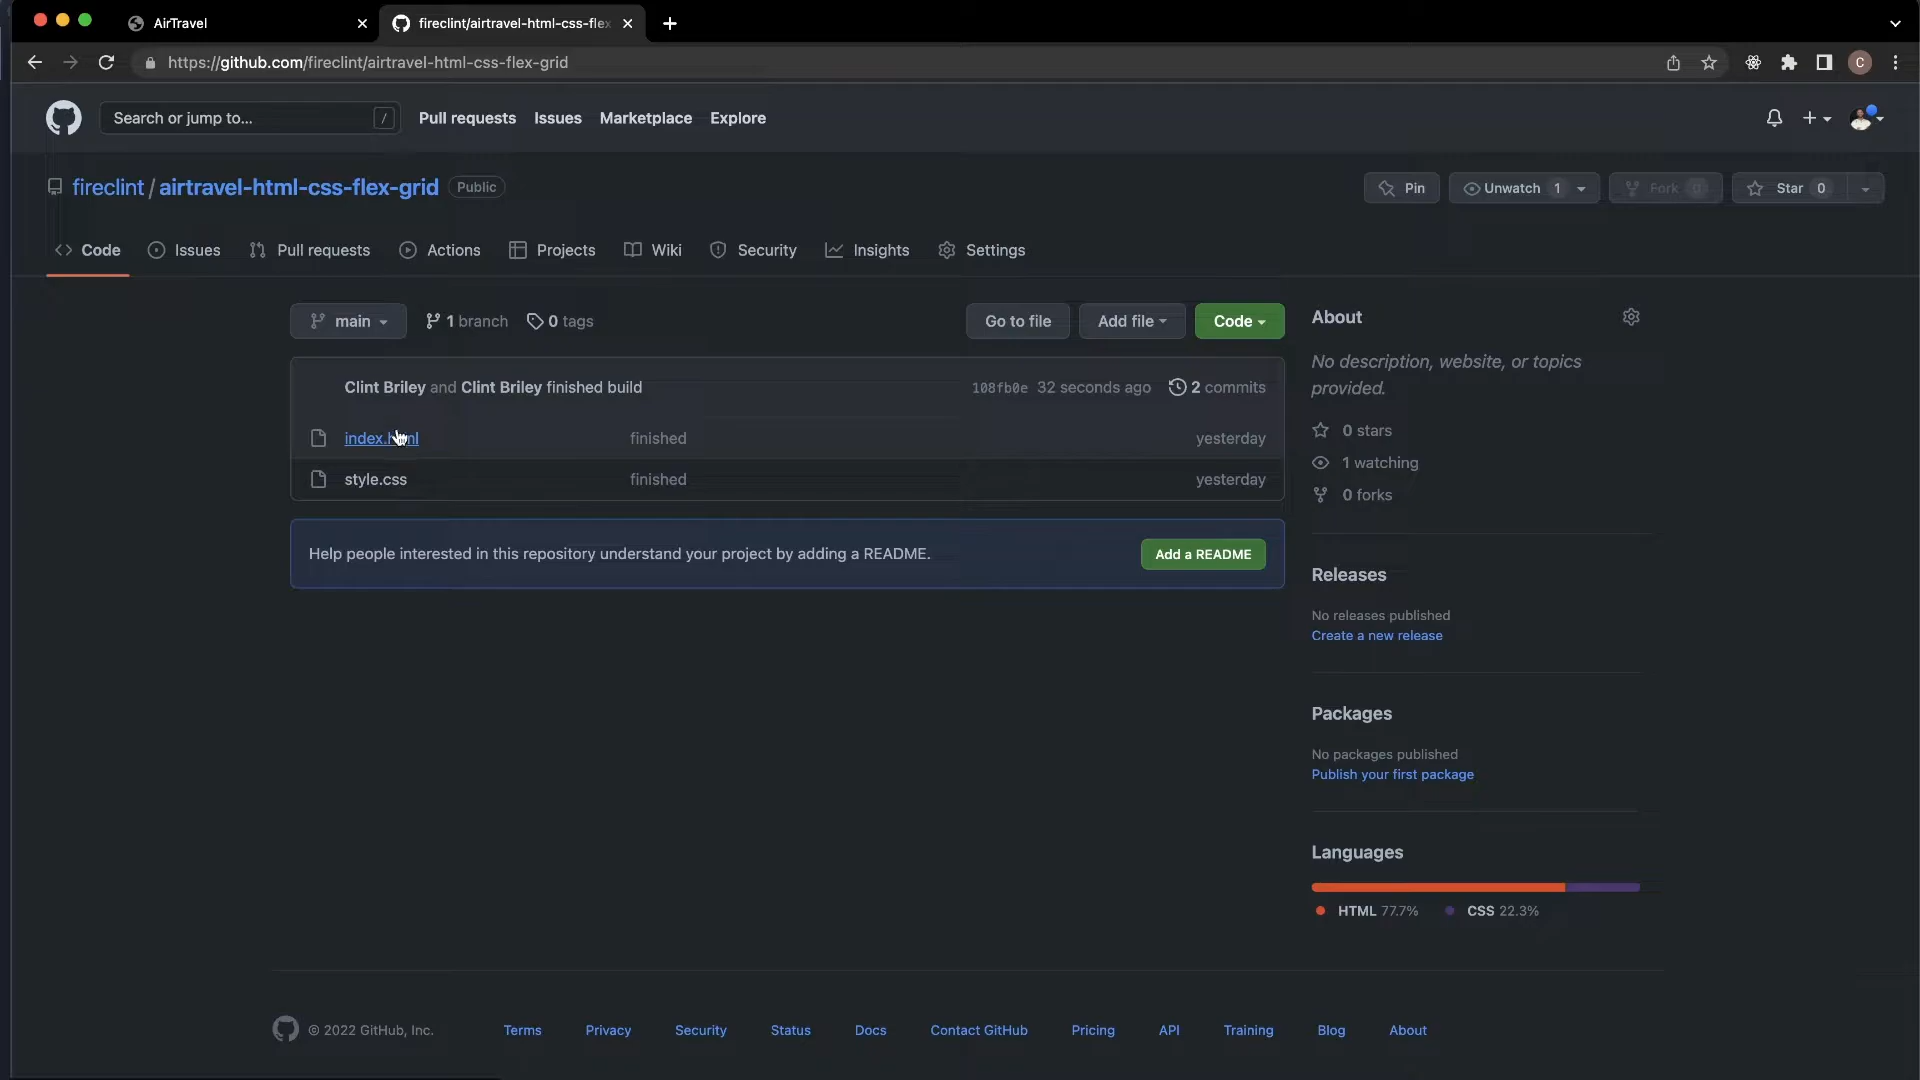 AirTravel
fireclint/airtravel-html-css-flex
https://github.com/fireclint/airtravel-html-css-flex-grid
C
Search or jump to... /
Pull requests Issues Marketplace Explore
fireclint / airtravel-html-css-flex-grid Public
Pin Unwatch 1 Fork 0 Star 0
Code Issues Pull requests Actions Projects Wiki Security Insights Settings
main 1 branch 0 tags Go to file Add file Code
Clint Briley and Clint Briley finished build 108fb0e 32 seconds ago 2 commits
index.html finished yesterday
style.css finished yesterday
Help people interested in this repository understand your project by adding a README. Add a README
About
No description, website, or topics
provided.
0 stars
1 watching
0 forks
Releases
No releases published
Create a new release
Packages
No packages published
Publish your first package
Languages
HTML 77.7% CSS 22.3%
© 2022 GitHub, Inc. Terms Privacy Security Status Docs Contact GitHub Pricing API Training Blog About